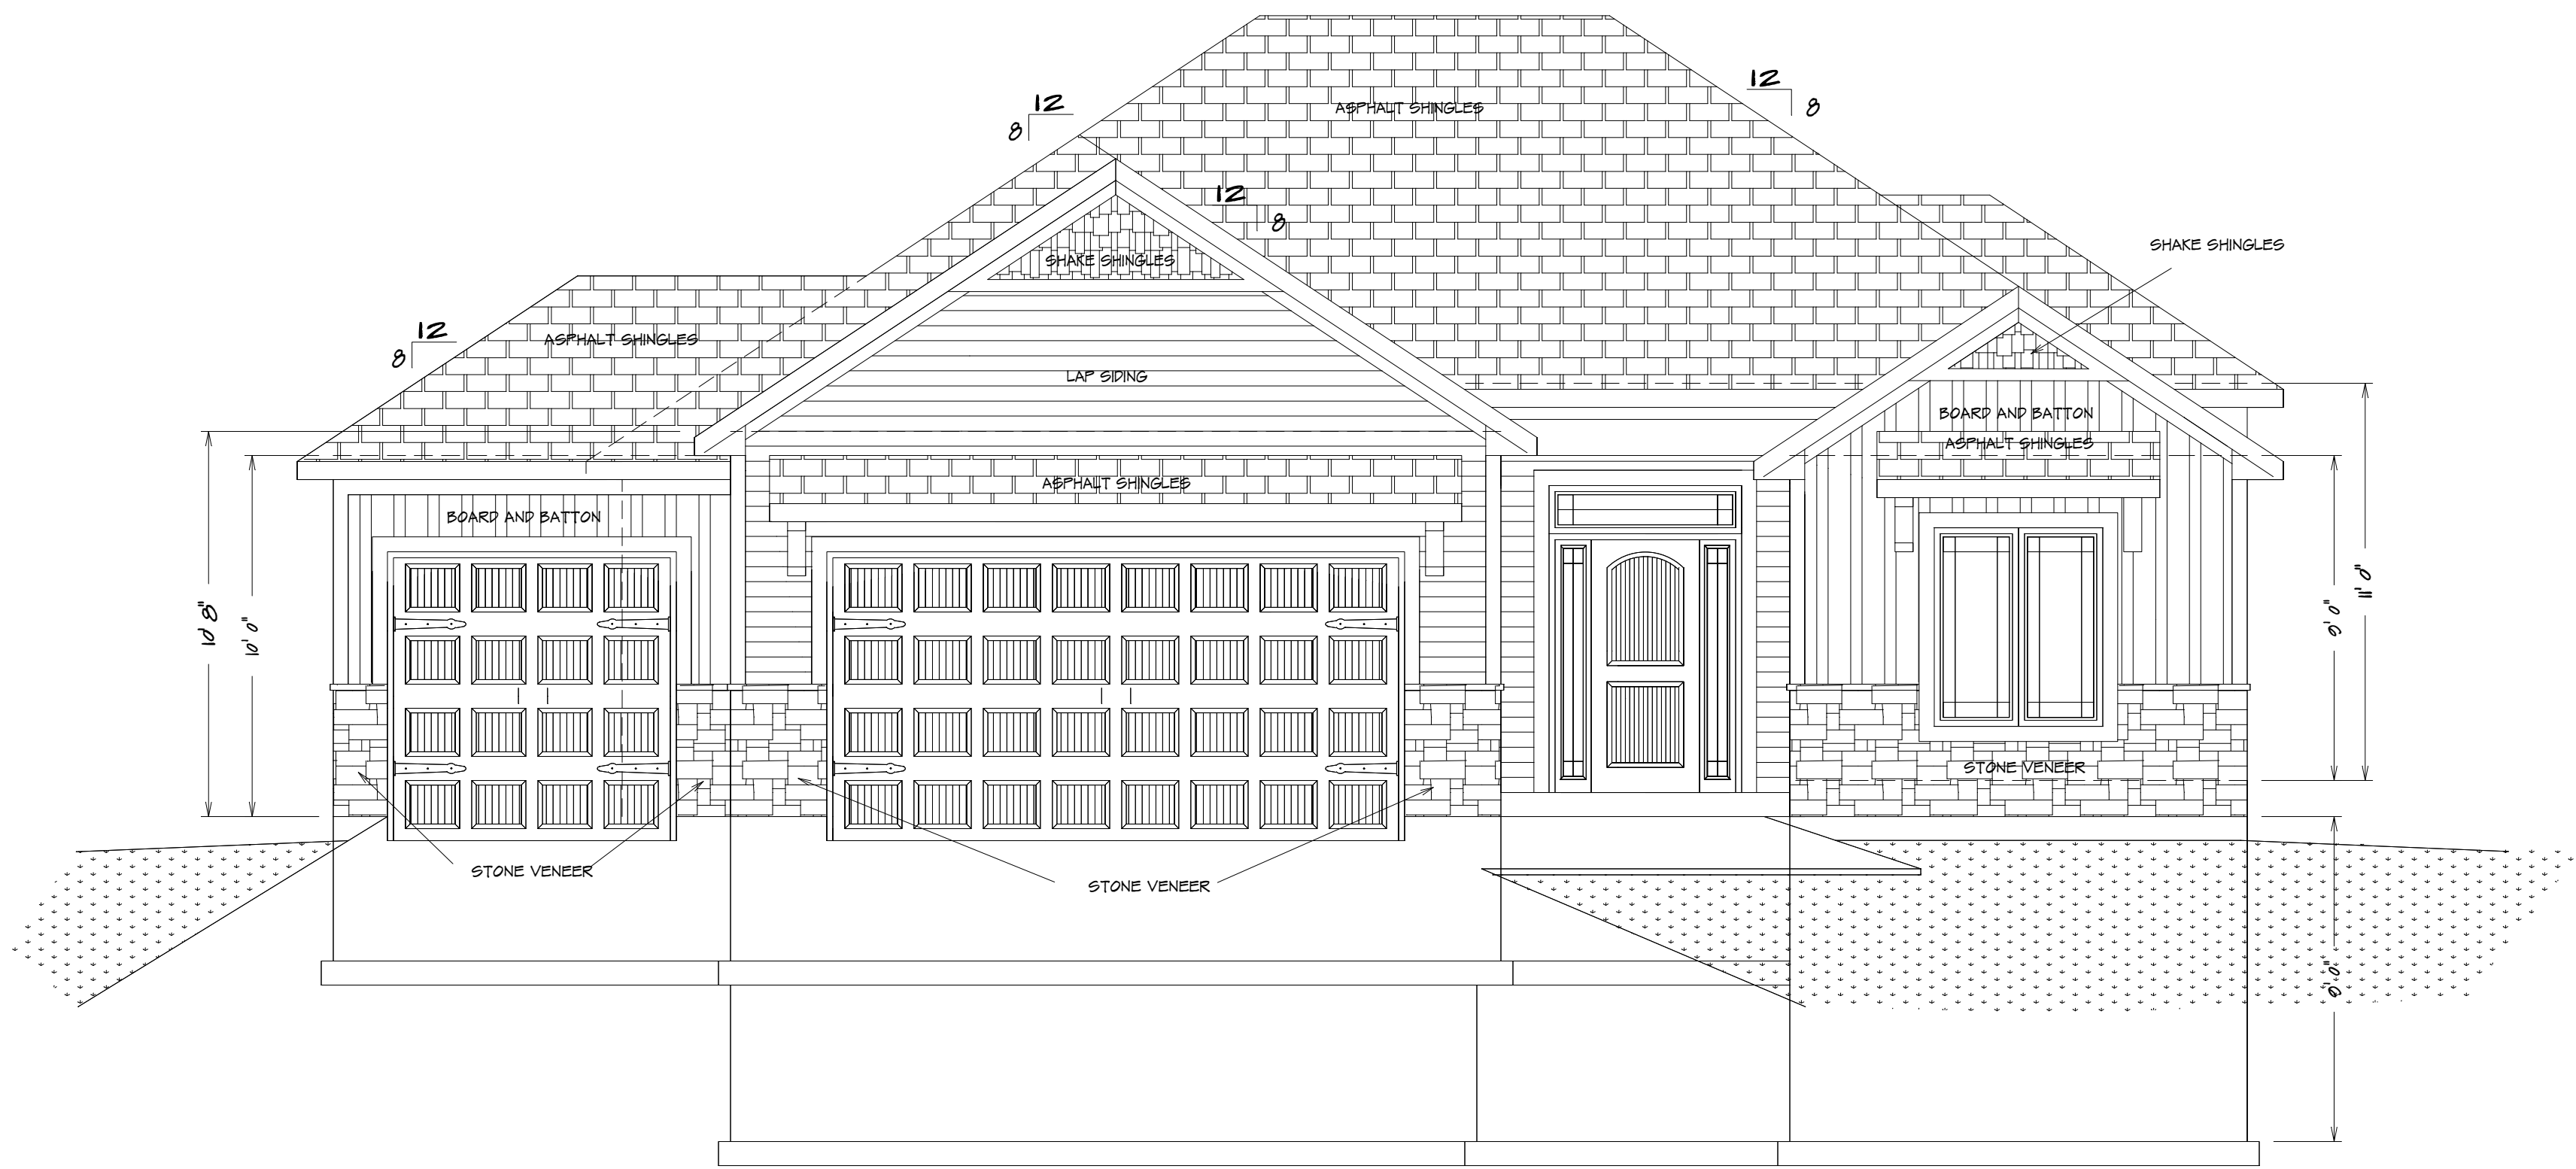 12
8
ASPHALT SHINGLES
12
8
12
8
SHAKE SHINGLES
SHAKE SHINGLES
12
8
ASPHALT SHINGLES
LAP SIDING
BOARD AND BATTON
ASPHALT SHINGLES
ASPHALT SHINGLES
BOARD AND BATTON
10' 8"
10' 0"
9' 0"
11' 0"
STONE VENEER
STONE VENEER
STONE VENEER
9' 0"